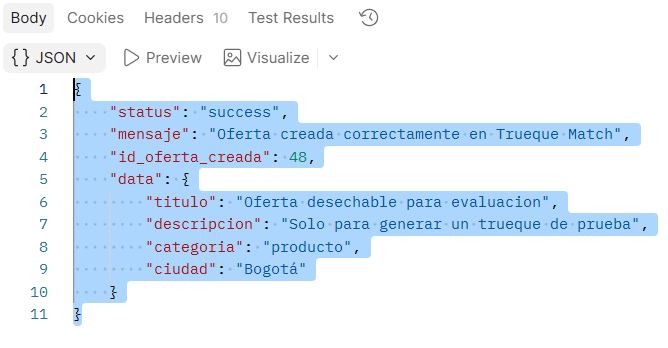 Body Cookies Headers 10 Test Results
{} JSON Preview Visualize
1 {
2 "status": "success",
3 "mensaje": "Oferta creada correctamente en Trueque Match",
4 "id_oferta_creada": 48,
5 "data": {
6 "titulo": "Oferta desechable para evaluacion",
7 "descripcion": "Solo para generar un trueque de prueba",
8 "categoria": "producto",
9 "ciudad": "Bogotá"
10 }
11 }